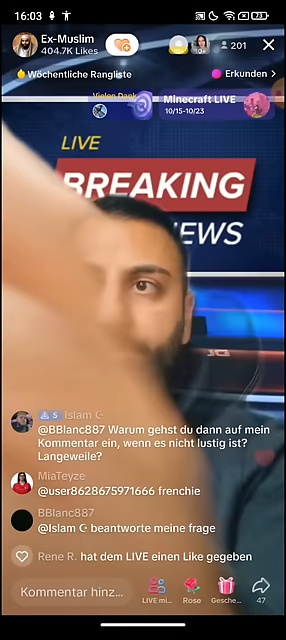 16:03
73
Ex-Muslim
404.7K Likes
10+
201
Wöchentliche Rangliste
Erkunden >
Vielen Dank
Minecraft LIVE
10/15-10/23
LIVE
BREAKING
NEWS
5 Islam ☪
@BBlanc887 Warum gehst du dann auf mein
Kommentar ein, wenn es nicht lustig ist?
Langeweile?
MiaTeyze
@user8628675971666 frenchie
BBlanc887
@Islam ☪ beantworte meine frage
Rene R. hat dem LIVE einen Like gegeben
Kommentar hinz...
LIVE mi...
Rose
Gesche...
47